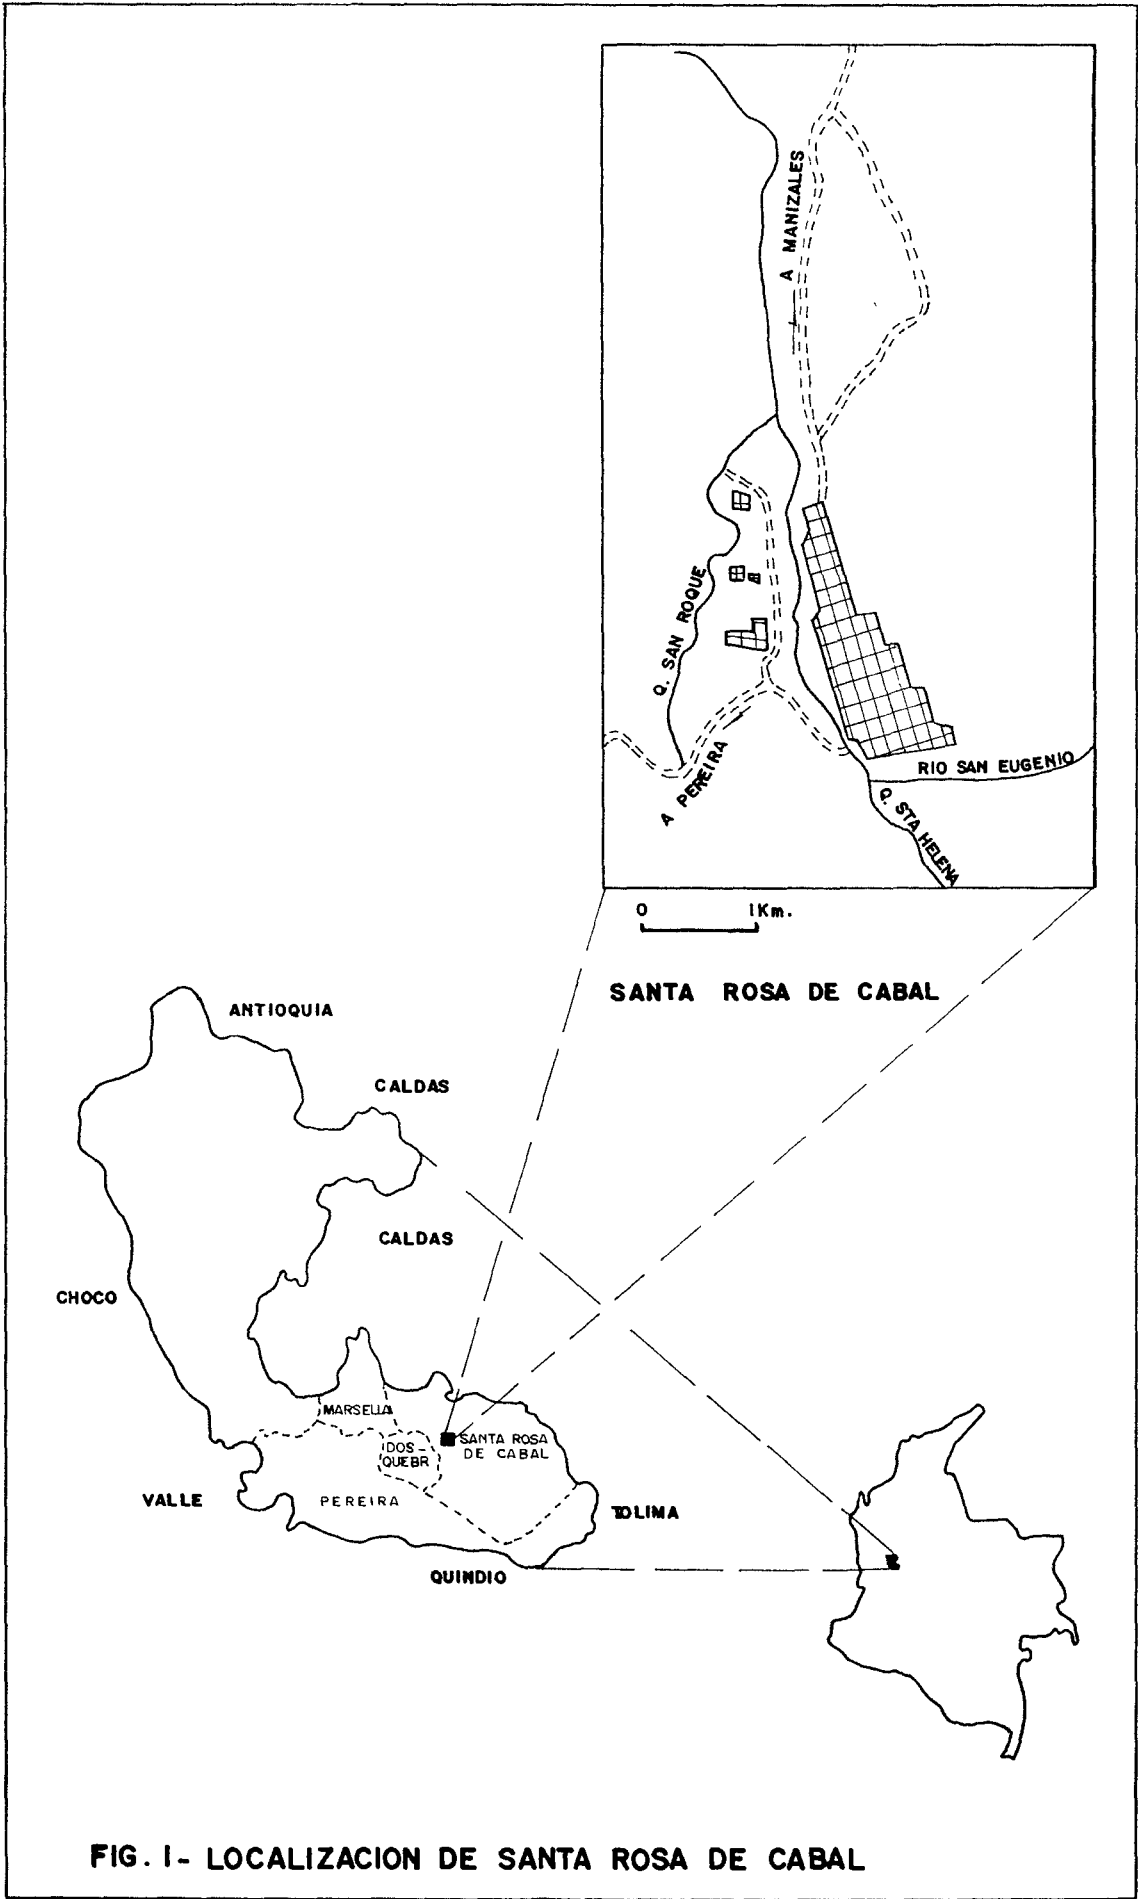 A MANIZALES
Q. SAN ROQUE
A PEREIRA
RIO SAN EUGENIO
Q. STA HELENA
0 1Km.
SANTA ROSA DE CABAL
ANTIOQUIA
CALDAS
CALDAS
CHOCO
MARSELLA
SANTA ROSA
DE CABAL
DOS-
QUEBR
PEREIRA
VALLE
TOLIMA
QUINDIO
FIG. 1- LOCALIZACION DE SANTA ROSA DE CABAL